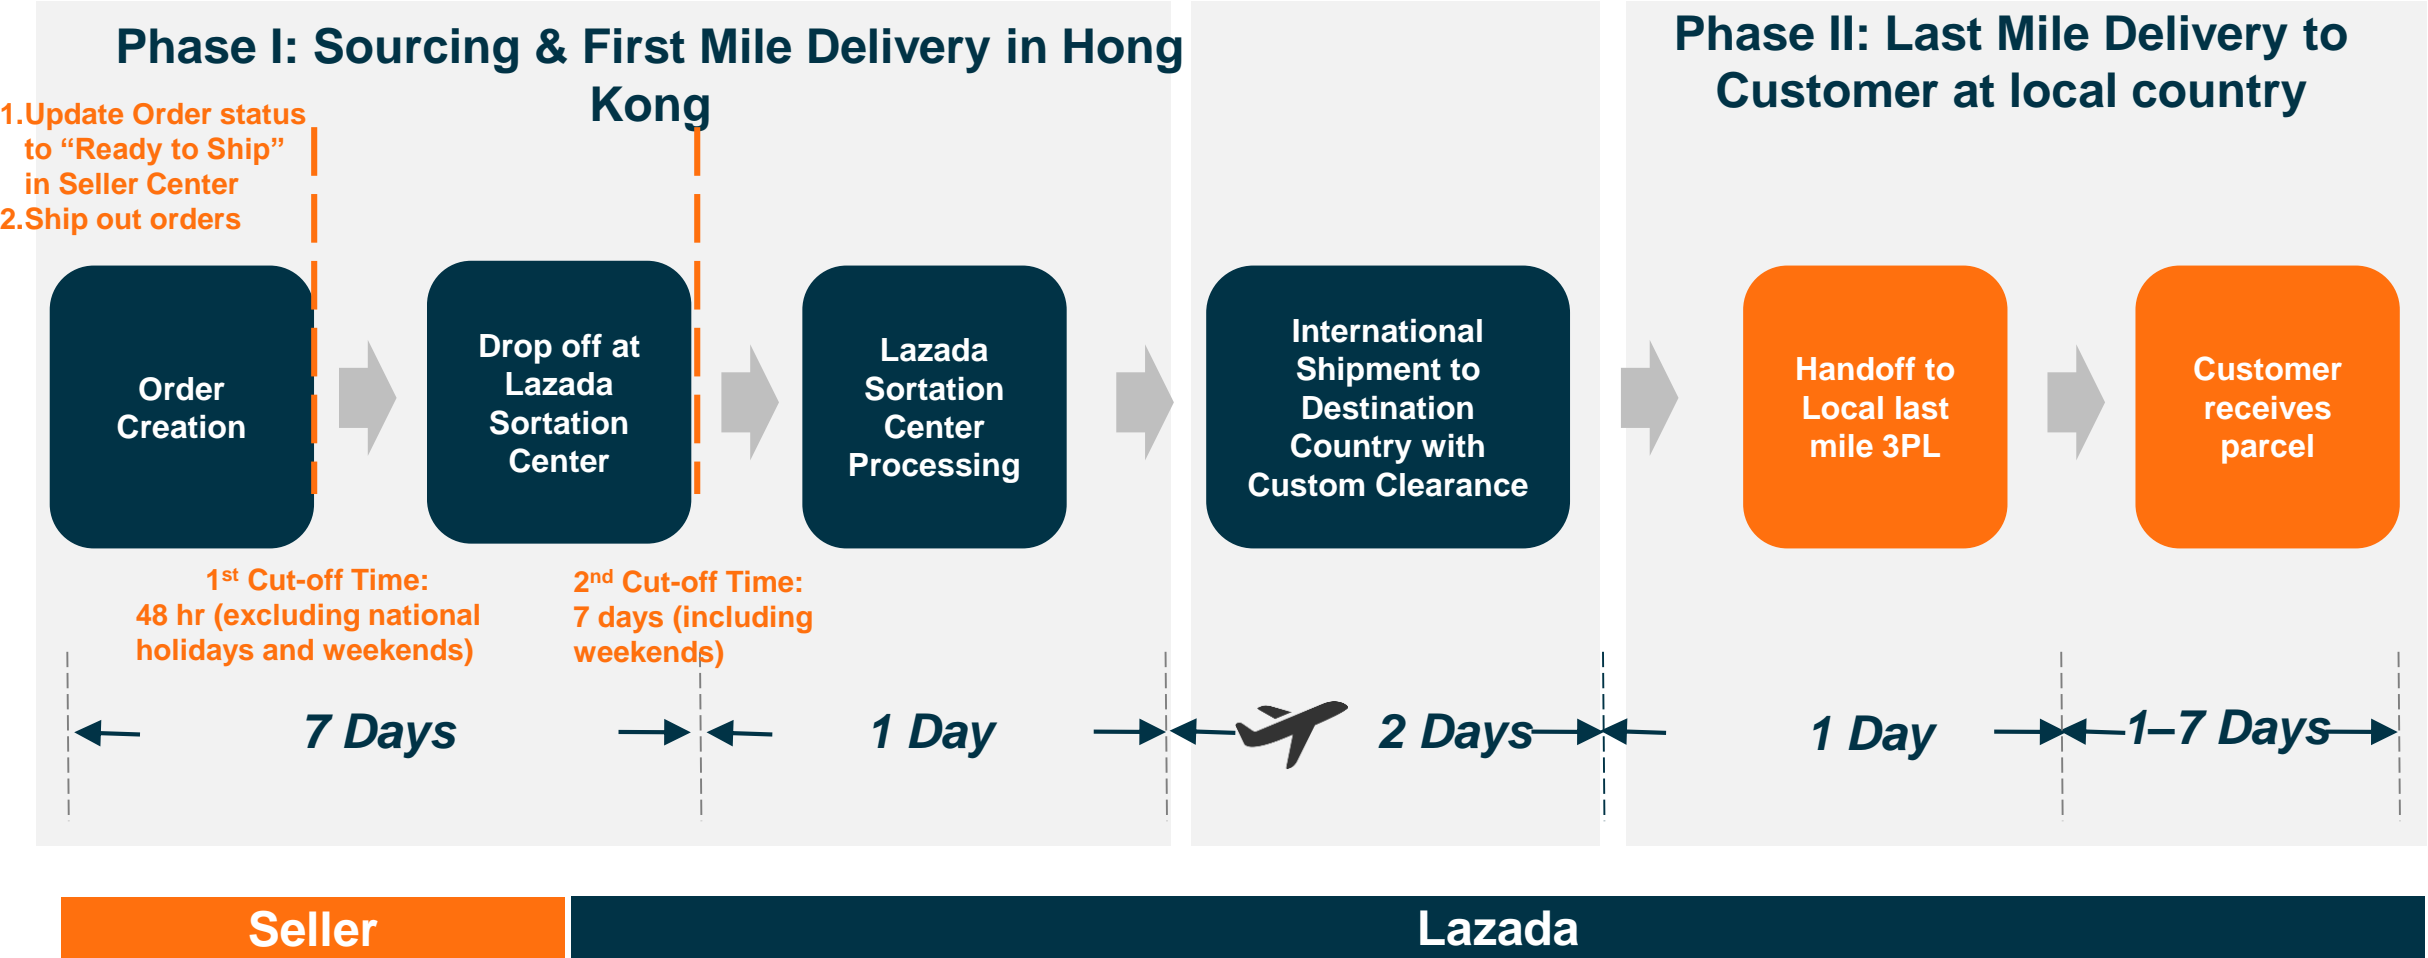 Phase I: Sourcing & First Mile Delivery in Hong
Kong
Phase II: Last Mile Delivery to
Customer at local country
1.Update Order status
to “Ready to Ship”
in Seller Center
2.Ship out orders
Order
Creation
Drop off at
Lazada
Sortation
Center
Lazada
Sortation
Center
Processing
International
Shipment to
Destination
Country with
Custom Clearance
Handoff to
Local last
mile 3PL
Customer
receives
parcel
1st Cut-off Time:
48 hr (excluding national
holidays and weekends)
2nd Cut-off Time:
7 days (including
weekends)
7 Days
1 Day
2 Days
1 Day
1–7 Days
Seller
Lazada